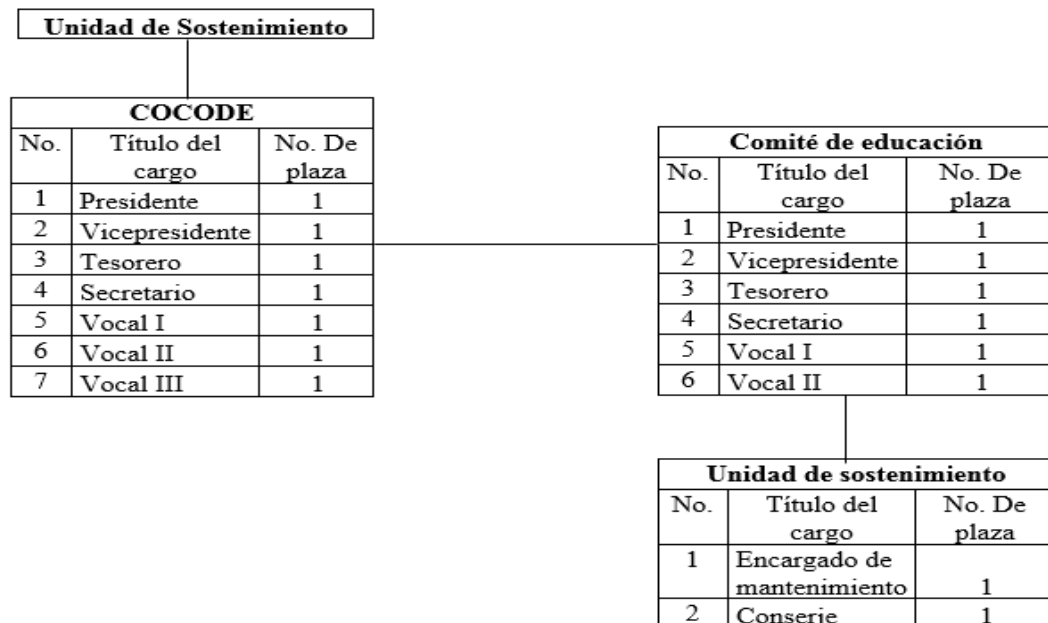 Unidad de Sostenimiento
COCODE
No. Título del cargo No. De plaza
1 Presidente 1
2 Vicepresidente 1
3 Tesorero 1
4 Secretario 1
5 Vocal I 1
6 Vocal II 1
7 Vocal III 1
Comité de educación
No. Título del cargo No. De plaza
1 Presidente 1
2 Vicepresidente 1
3 Tesorero 1
4 Secretario 1
5 Vocal I 1
6 Vocal II 1
Unidad de sostenimiento
No. Título del cargo No. De plaza
1 Encargado de mantenimiento 1
2 Conserje 1